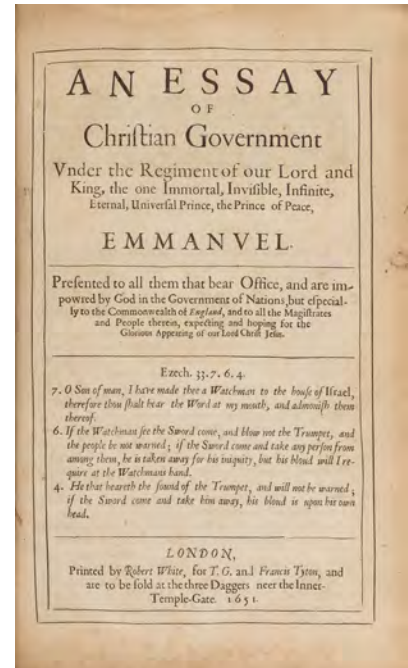 AN ESSAY
OF
Chriſtian Government
Vnder the Regiment of our Lord and
King, the one Immortal, Inviſible, Infinite,
Eternal, Univerſal Prince, the Prince of Peace,
EMMANVEL.
Preſented to all them that bear Office, and are im-
powred by God in the Government of Nations, but eſpecial-
ly to the Commonwealth of England, and to all the Magiſtrates
and People therein, expecting and hoping for the
Glorious Appearing of our Lord Chriſt Jeſus.
Ezech. 33. 7. 6. 4.
7. O Son of man, I have made thee a Watchman to the houſe of Iſrael,
therefore thou ſhalt hear the Word at my mouth, and admoniſh them
thereof.
6. If the Watchman ſee the Sword come, and blow not the Trumpet, and
the people be not warned; if the Sword come and take any perſon from
among them, he is taken away for his iniquity, but his bloud will I re-
quire at the Watchmans hand.
4. He that heareth the ſound of the Trumpet, and will not be warned;
if the Sword come and take him away, his bloud is upon his own
head.
LONDON,
Printed by Robert White, for T. G. and Francis Tyton, and
are to be ſold at the three Daggers neer the Inner-
Temple-Gate. 1651.